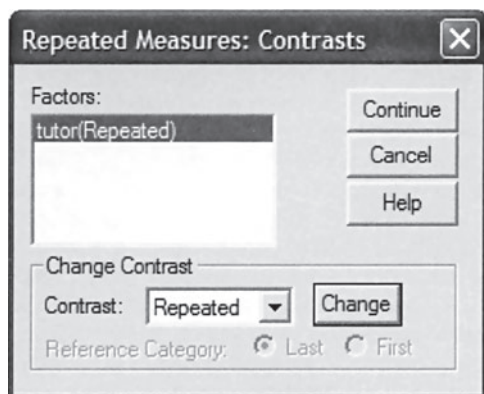 Repeated Measures: Contrasts
Factors:
tutor(Repeated)
Continue
Cancel
Help
Change Contrast
Contrast: Repeated Change
Reference Category: Last First